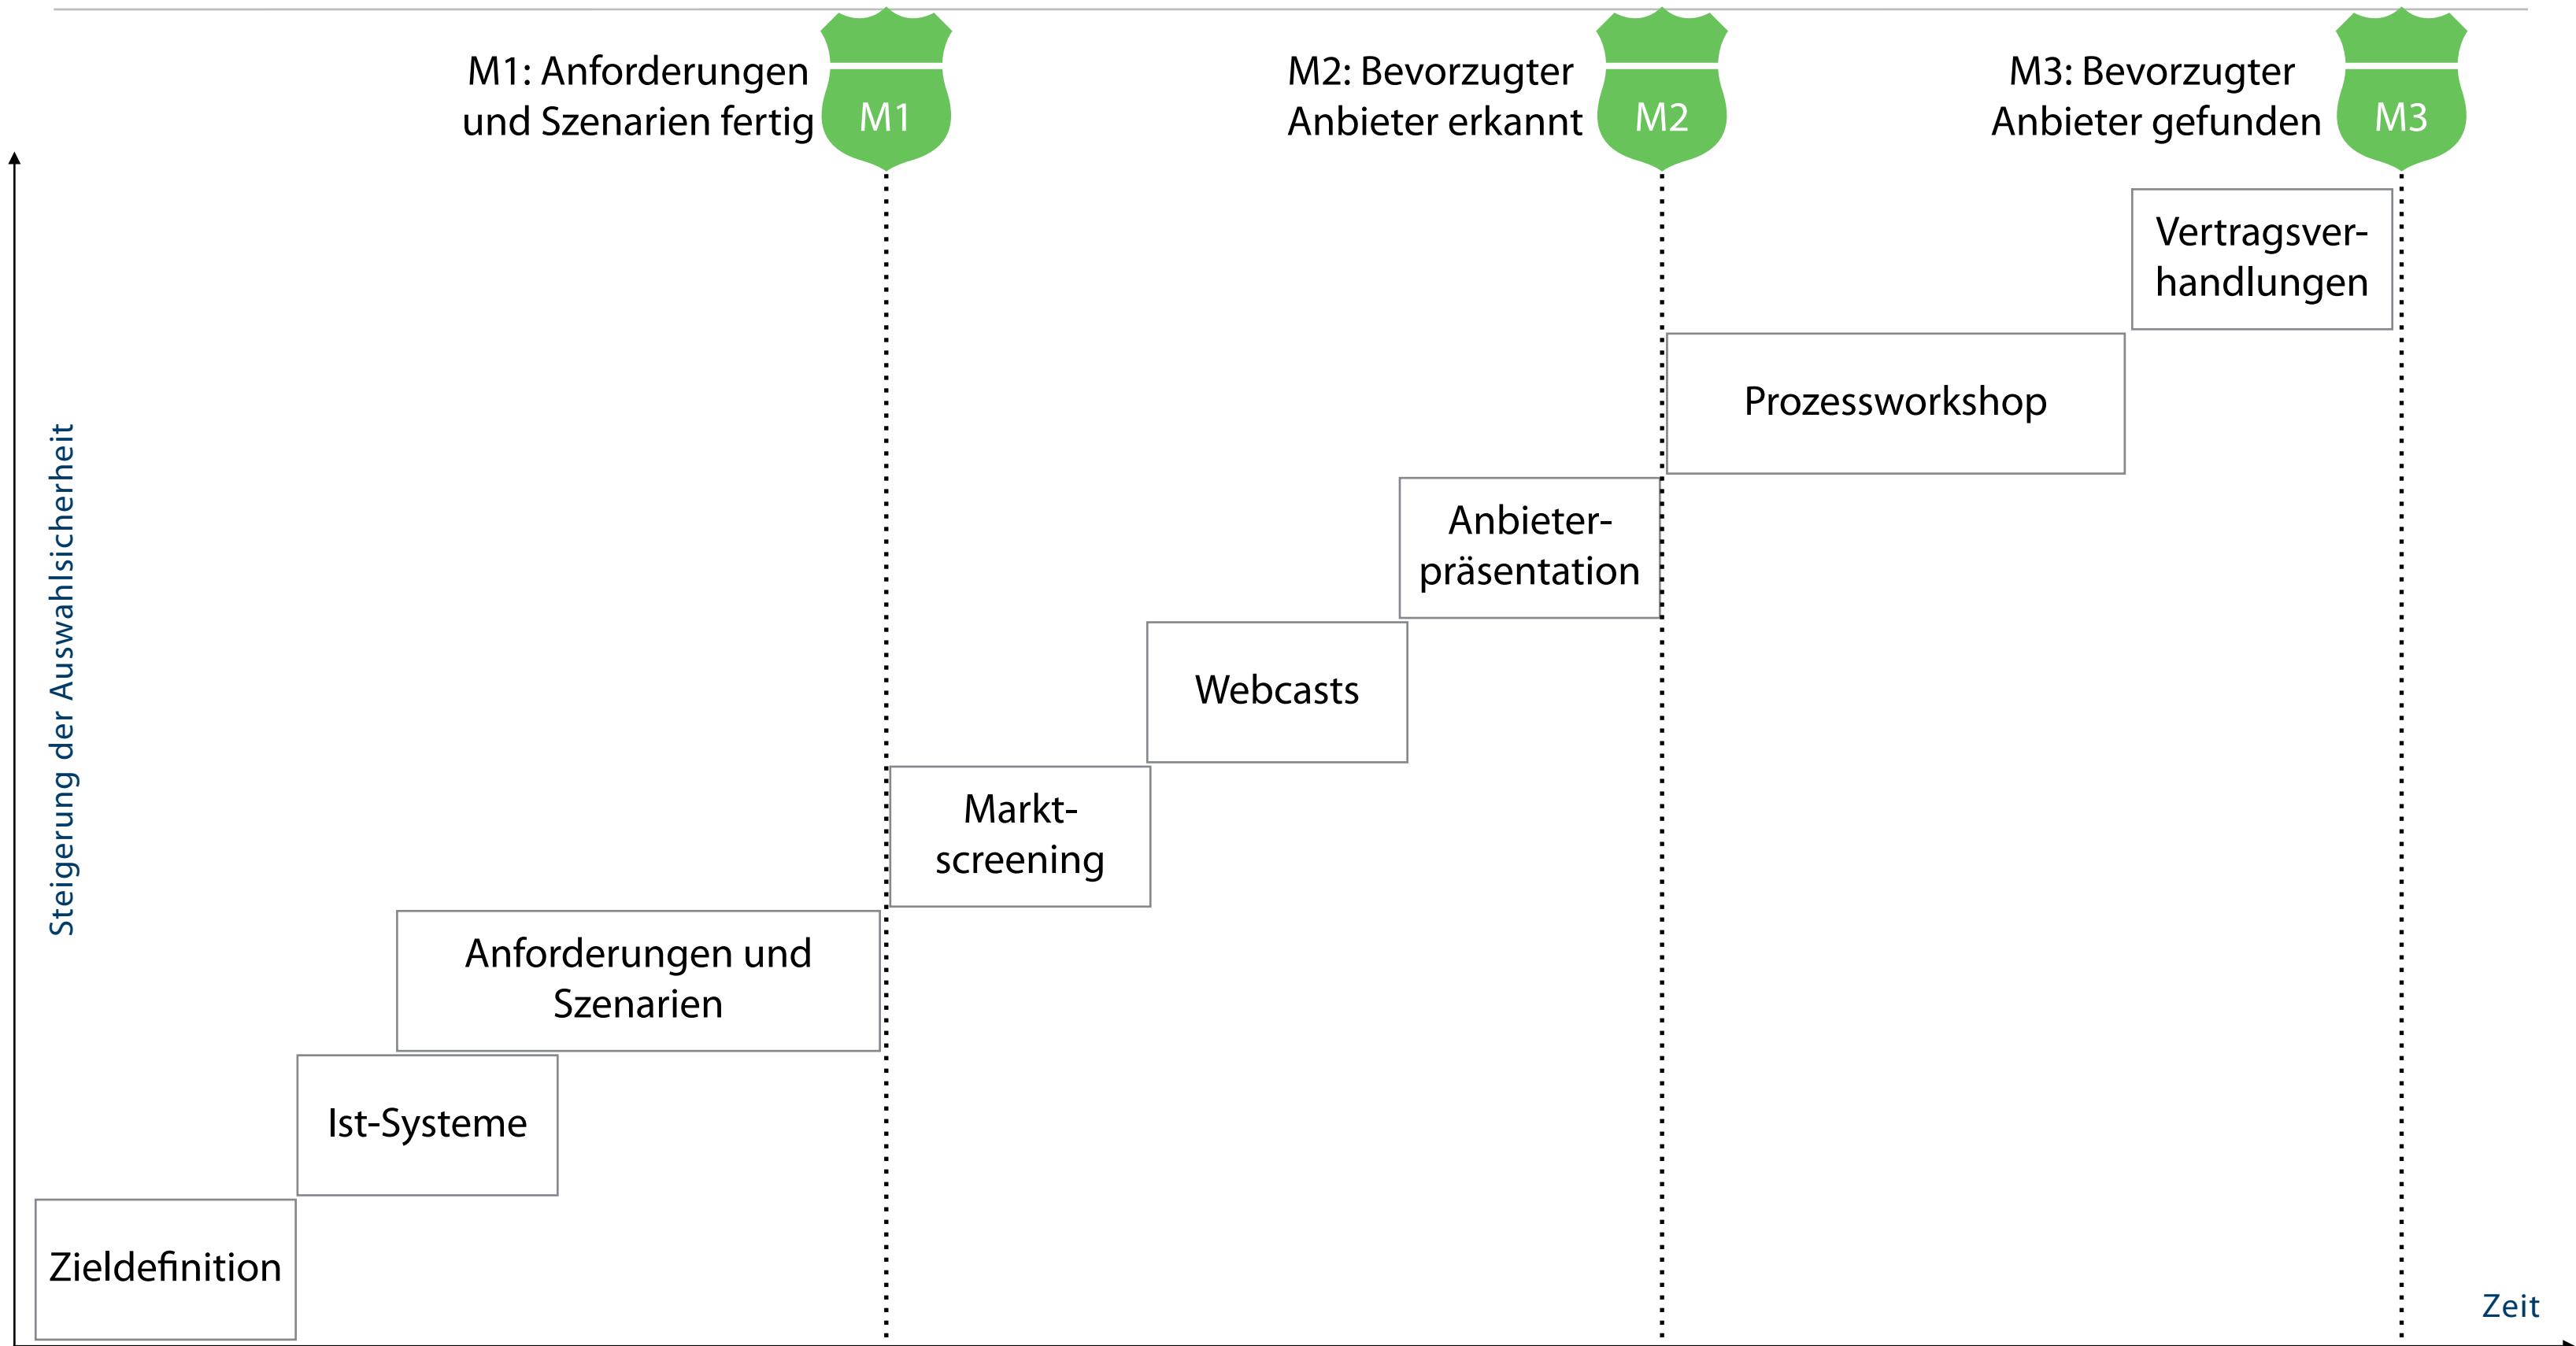 M1: Anforderungen
und Szenarien fertig
M1
M2: Bevorzugter
Anbieter erkannt
M2
M3: Bevorzugter
Anbieter gefunden
M3
Vertragsver-
handlungen
Prozessworkshop
Anbieter-
präsentation
Webcasts
Markt-
screening
Anforderungen und
Szenarien
Ist-Systeme
Zieldefinition
Steigerung der Auswahlsicherheit
Zeit